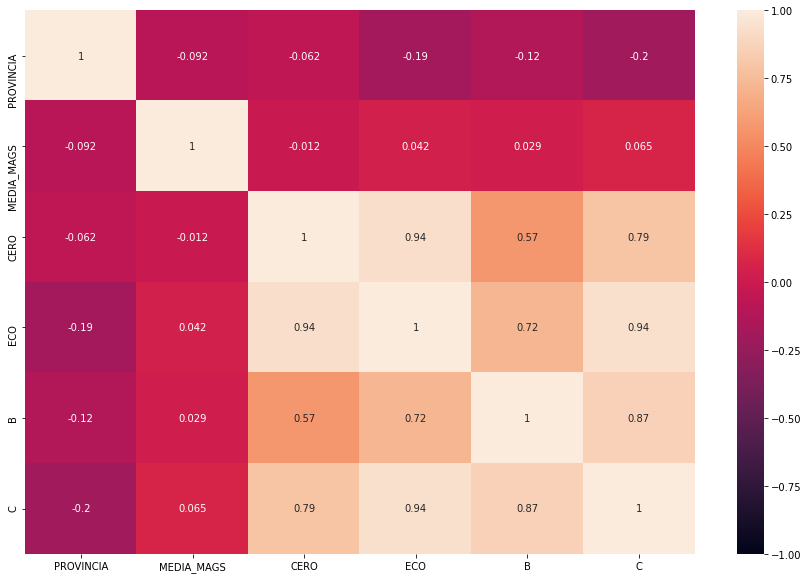 PROVINCIA 1 -0.092 -0.062 -0.19 -0.12 -0.2
MEDIA_MAGS -0.092 1 -0.012 0.042 0.029 0.065
CERO -0.062 -0.012 1 0.94 0.57 0.79
ECO -0.19 0.042 0.94 1 0.72 0.94
B -0.12 0.029 0.57 0.72 1 0.87
C -0.2 0.065 0.79 0.94 0.87 1
PROVINCIA MEDIA_MAGS CERO ECO B C
1.00
0.75
0.50
0.25
0.00
−0.25
−0.50
−0.75
−1.00